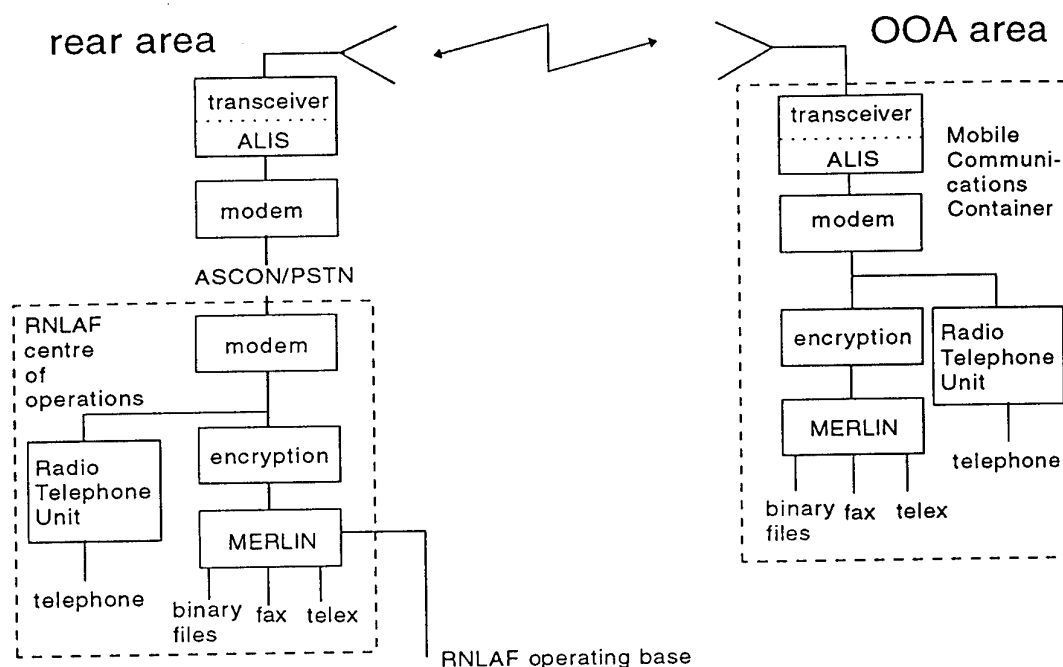 rear area
OOA area
transceiver
ALIS
modem
ASCON/PSTN
RNLAF
centre
of
operations
modem
encryption
Radio
Telephone
Unit
MERLIN
telephone
binary
files
fax
telex
RNLAF operating base
transceiver
ALIS
Mobile
Communi-
cations
Container
modem
encryption
Radio
Telephone
Unit
MERLIN
telephone
binary
files
fax
telex